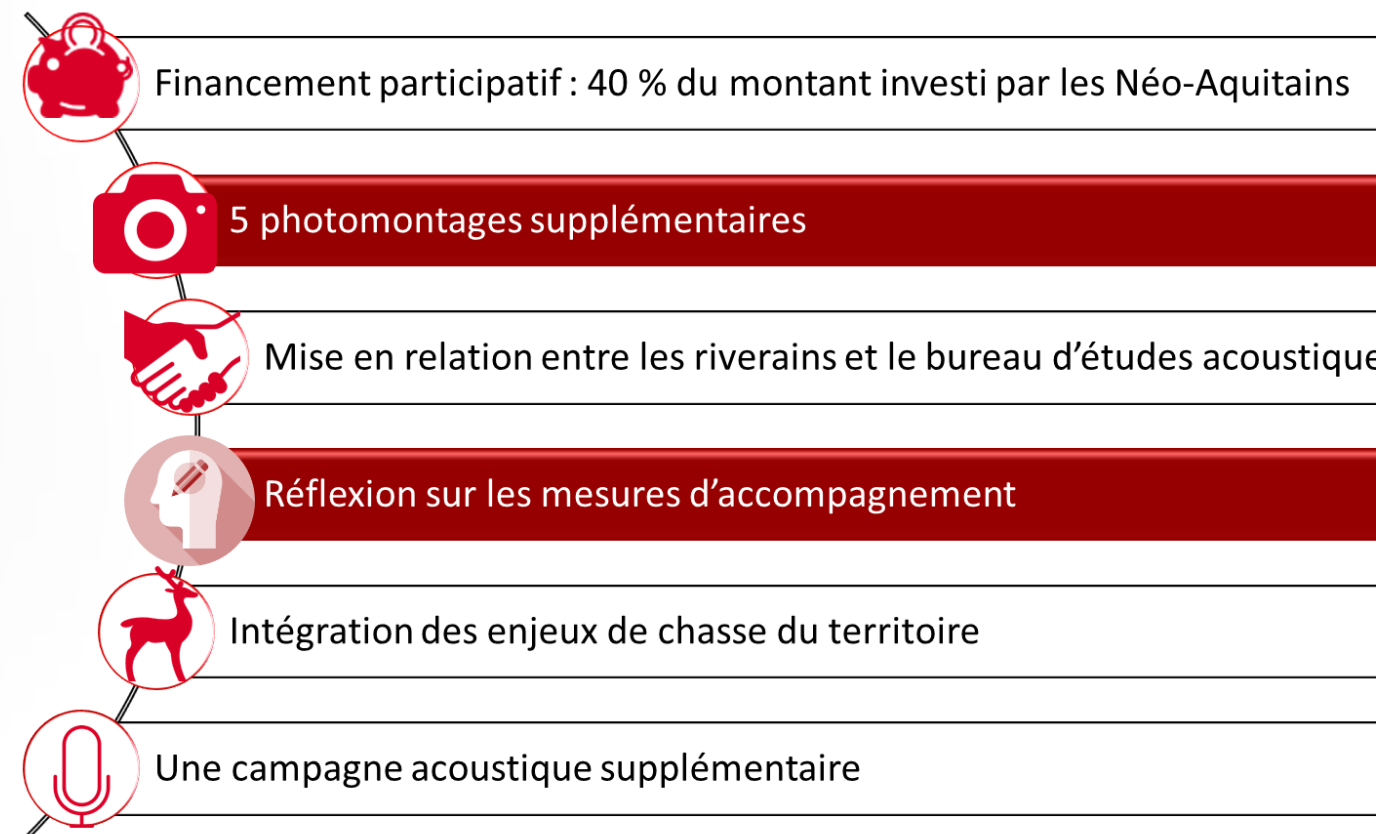 Financement participatif : 40 % du montant investi par les Néo-Aquitains
5 photomontages supplémentaires
Mise en relation entre les riverains et le bureau d’études acoustique
Réflexion sur les mesures d’accompagnement
Intégration des enjeux de chasse du territoire
Une campagne acoustique supplémentaire